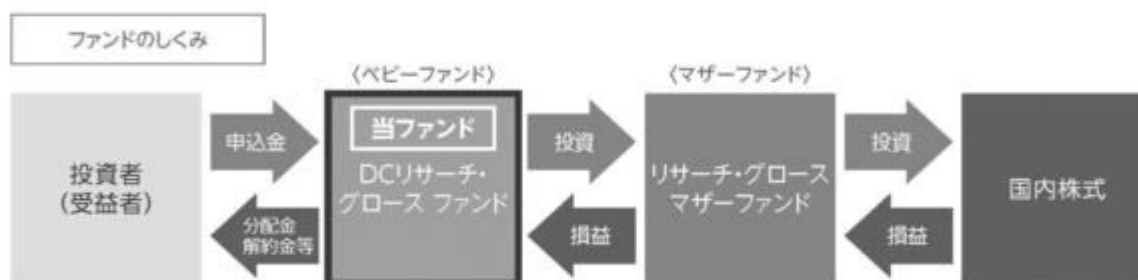 ファンドのしくみ
〈ベビーファンド〉
〈マザーファンド〉
投資者
(受益者)
申込金
分配金
解約金等
当ファンド
DCリサーチ・
グロース ファンド
投資
損益
リサーチ・グロース
マザーファンド
投資
損益
国内株式